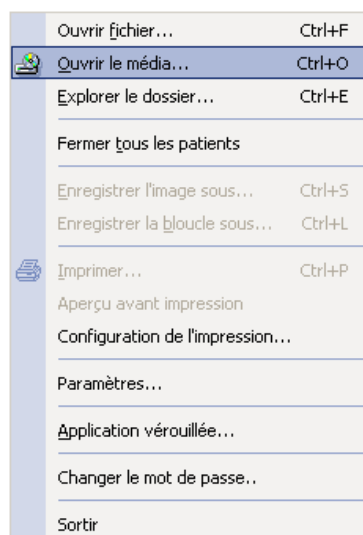 Ouvrir fichier... Ctrl+F
Ouvrir le média... Ctrl+O
Explorer le dossier... Ctrl+E
Fermer tous les patients
Enregistrer l'image sous... Ctrl+S
Enregistrer la bloucle sous... Ctrl+L
Imprimer... Ctrl+P
Aperçu avant impression
Configuration de l'impression...
Paramètres...
Application vérouillée...
Changer le mot de passe..
Sortir